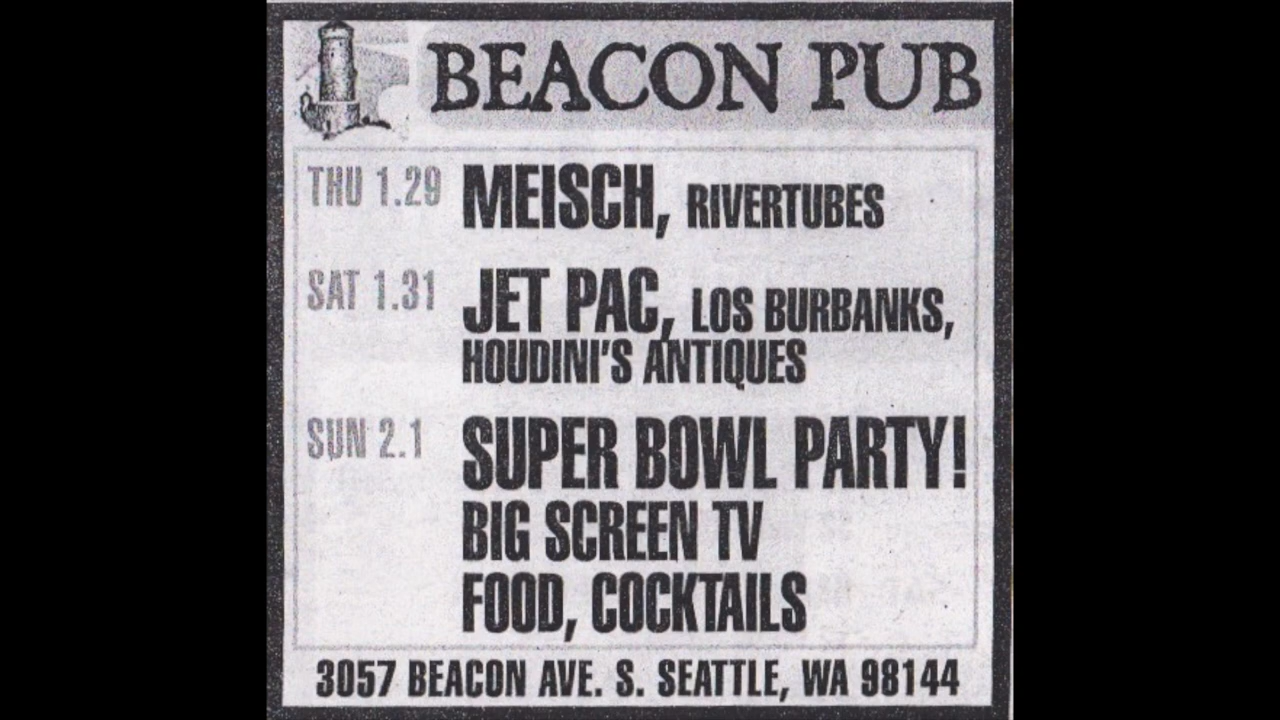 BEACON PUB
THU 1.29 MEISCH, RIVERTUBES
SAT 1.31 JET PAC, LOS BURBANKS,
HOUDINI'S ANTIQUES
SUN 2.1 SUPER BOWL PARTY!
BIG SCREEN TV
FOOD, COCKTAILS
3057 BEACON AVE. S. SEATTLE, WA 98144